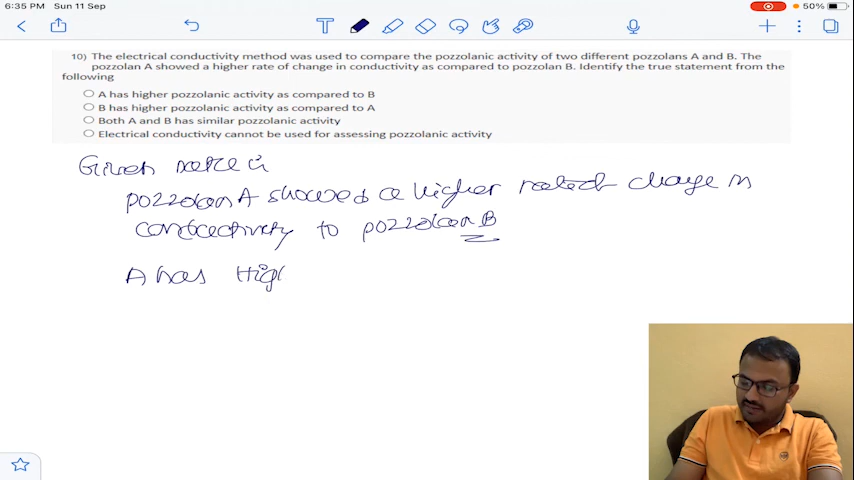 6:35 PM Sun 11 Sep
50%
10) The electrical conductivity method was used to compare the pozzolanic activity of two different pozzolans A and B. The
pozzolan A showed a higher rate of change in conductivity as compared to pozzolan B. Identify the true statement from the
following
A has higher pozzolanic activity as compared to B
B has higher pozzolanic activity as compared to A
Both A and B has similar pozzolanic activity
Electrical conductivity cannot be used for assessing pozzolanic activity
Given
pozzolan A showed a higher rate of change in
conductivity to pozzolan B
A has Hig